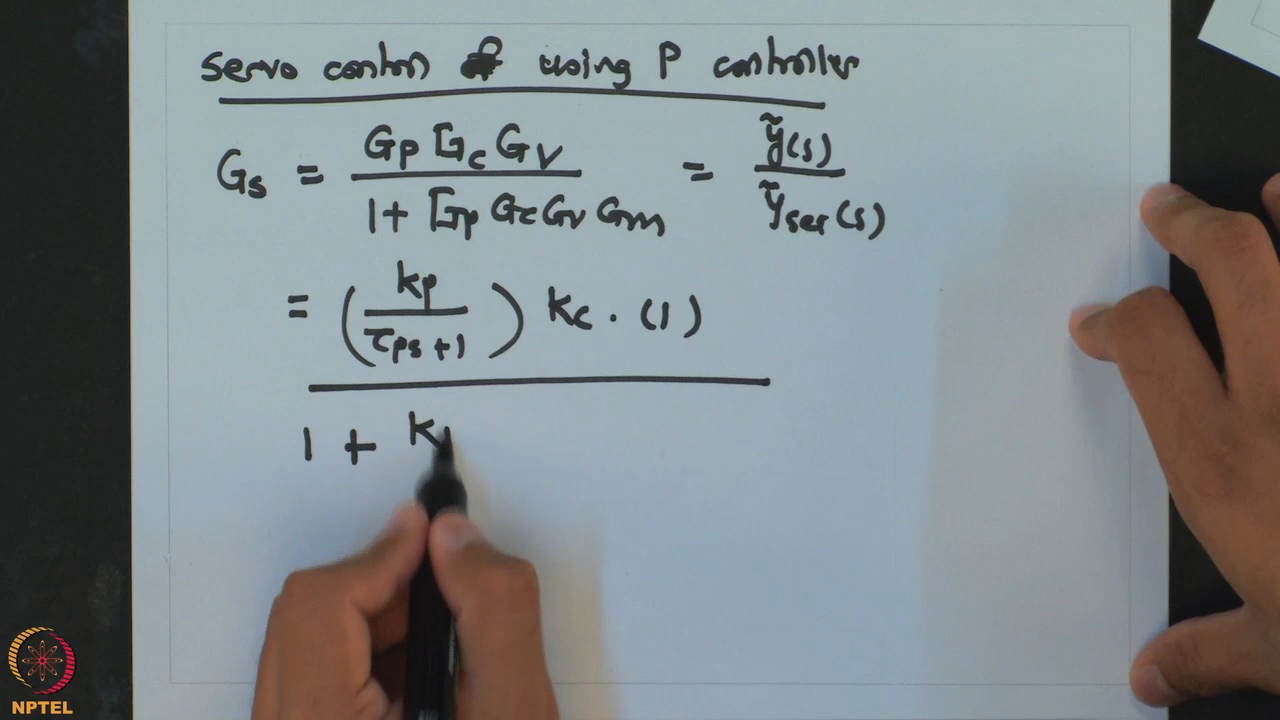 servo control of using P controller
Gs = Gp Gc Gv / 1 + Gp Gc Gv Gm = ỹ(s) / ỹset(s)
= (kp / τps + 1) kc . (1)
1 + k
NPTEL